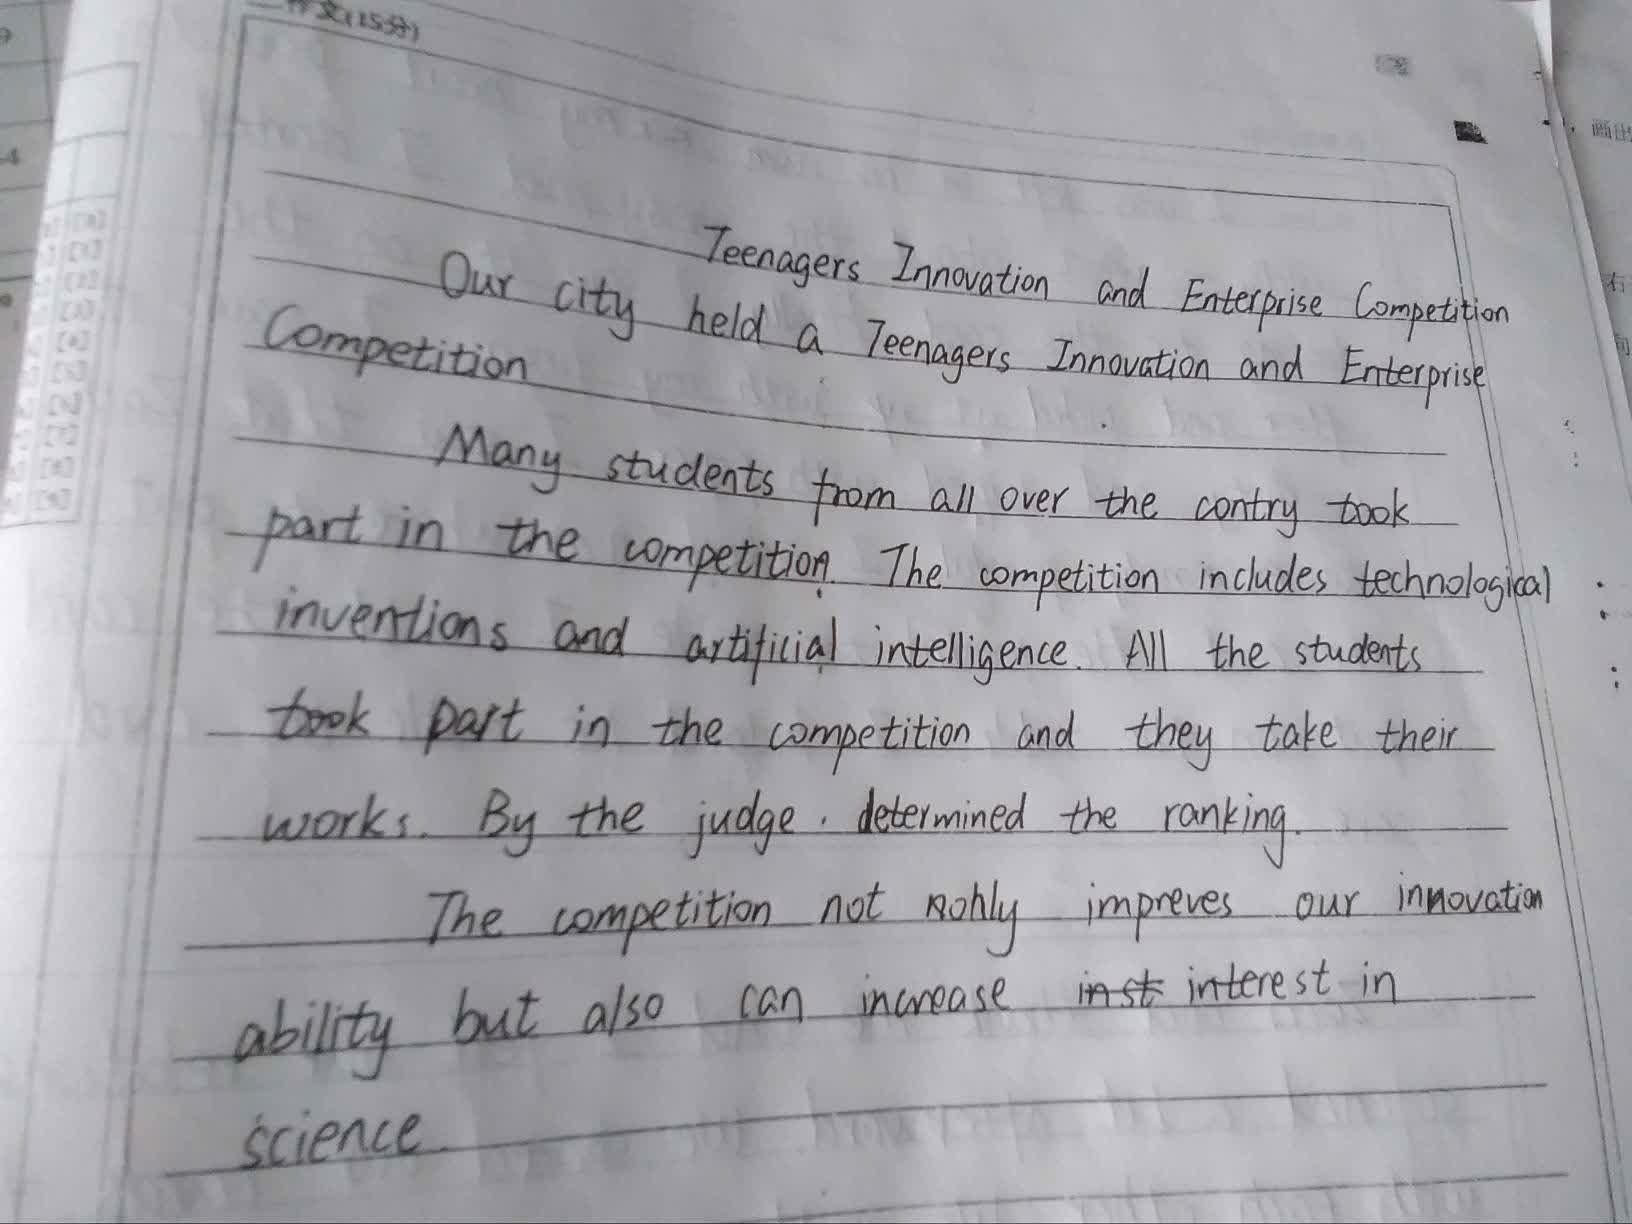 作文(15分)
Teenagers Innovation and Enterprise Competition
Our city held a Teenagers Innovation and Enterprise
Competition
Many students from all over the contry took
part in the competition. The competition includes technological
inventions and artificial intelligence. All the students
took part in the competition and they take their
works. By the judge. determined the ranking.
The competition not nohly impreves our innovation
ability but also can increase inst interest in
science